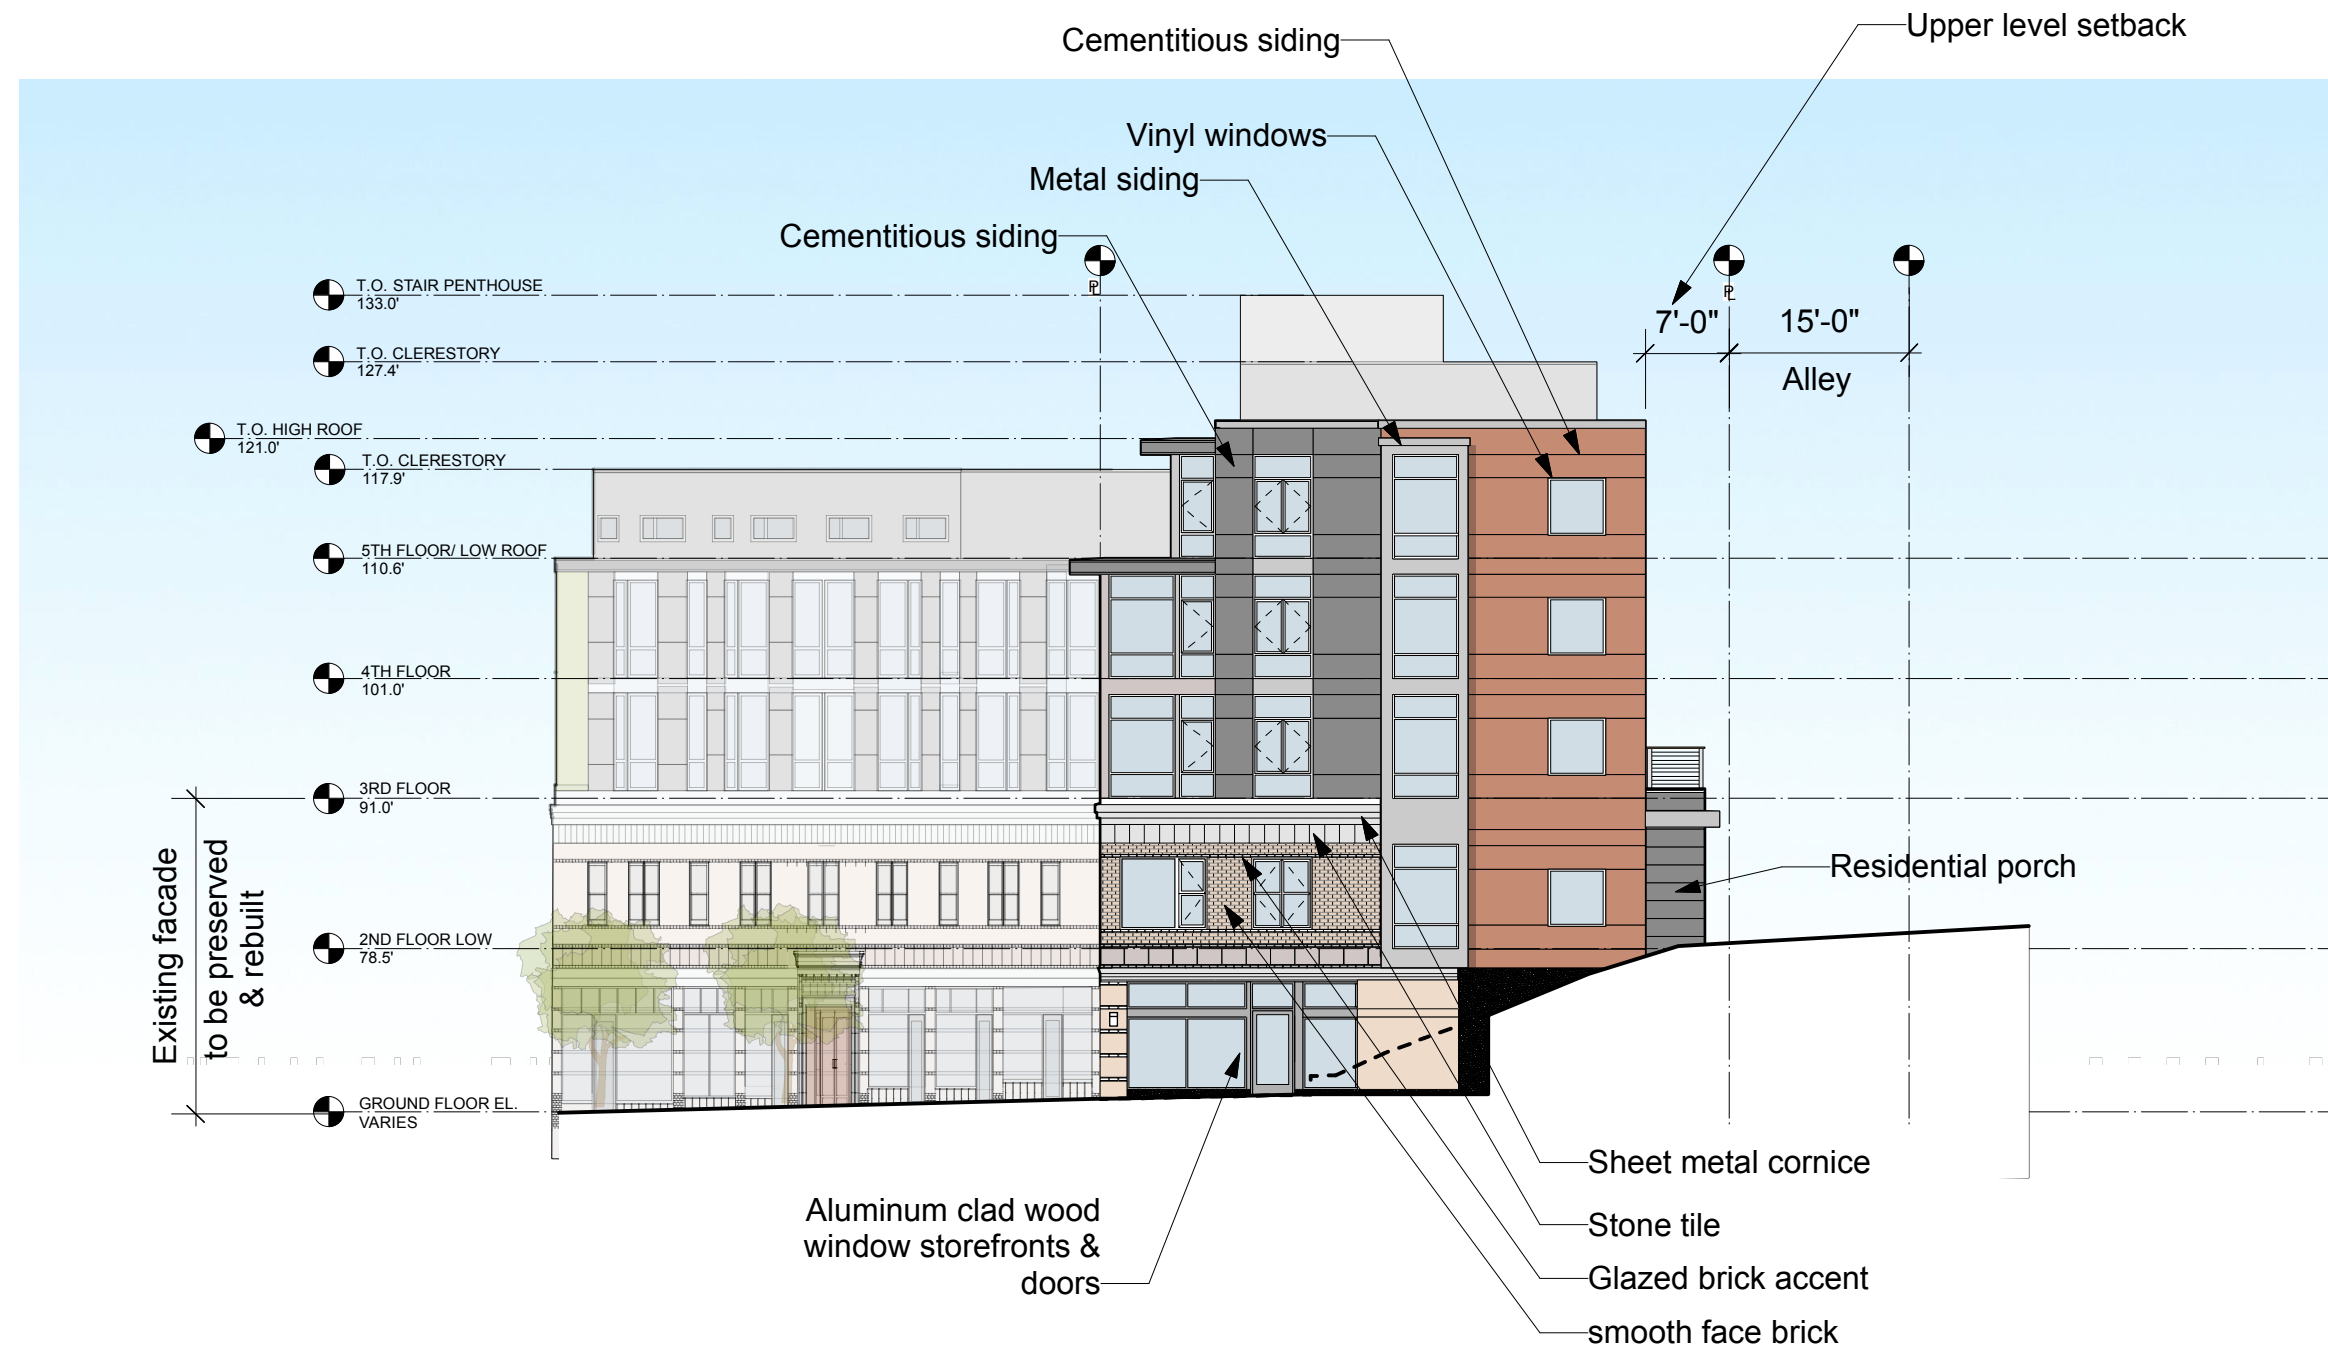 Upper level setback
Cementitious siding
Vinyl windows
Metal siding
Cementitious siding
T.O. STAIR PENTHOUSE
133.0'
PL
PL
7'-0"
15'-0"
Alley
T.O. CLERESTORY
127.4'
T.O. HIGH ROOF
121.0'
T.O. CLERESTORY
117.9'
5TH FLOOR/ LOW ROOF
110.6'
4TH FLOOR
101.0'
3RD FLOOR
91.0'
Existing facade
to be preserved
& rebuilt
Residential porch
2ND FLOOR LOW
78.5'
GROUND FLOOR EL.
VARIES
Sheet metal cornice
Aluminum clad wood
window storefronts &
doors
Stone tile
Glazed brick accent
smooth face brick